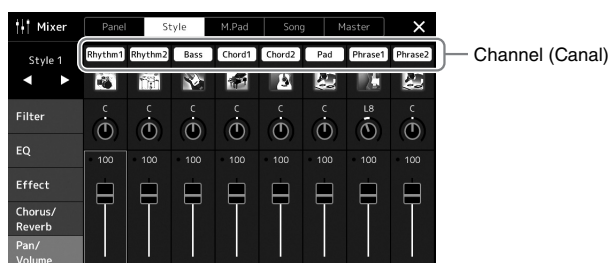 Mixer Panel Style M.Pad Song Master X
Style 1 Rhythm1 Rhythm2 Bass Chord1 Chord2 Pad Phrase1 Phrase2 Channel (Canal)
Filter C C C C C C L8 C
EQ
100 100 100 100 100 100 100 100
Effect
Chorus/
Reverb
Pan/
Volume